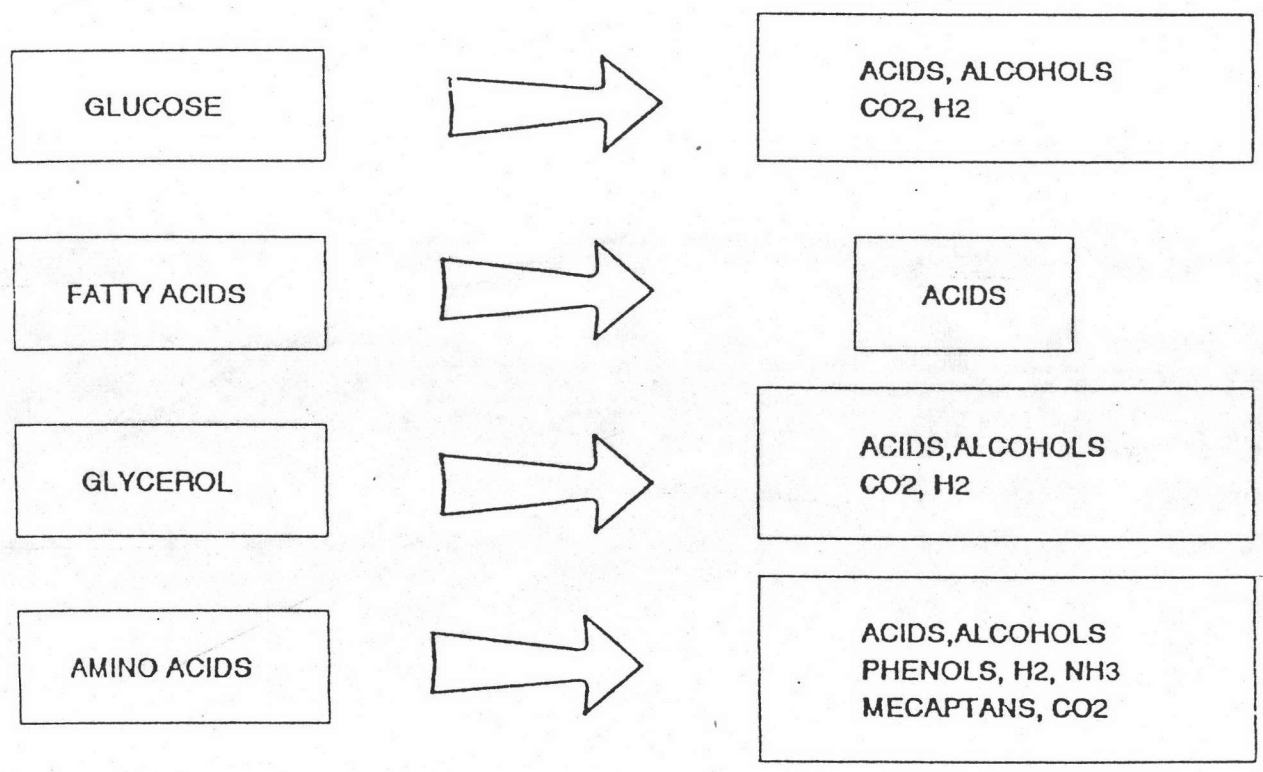 GLUCOSE
ACIDS, ALCOHOLS
CO2, H2
FATTY ACIDS
ACIDS
GLYCEROL
ACIDS,ALCOHOLS
CO2, H2
AMINO ACIDS
ACIDS,ALCOHOLS
PHENOLS, H2, NH3
MECAPTANS, CO2